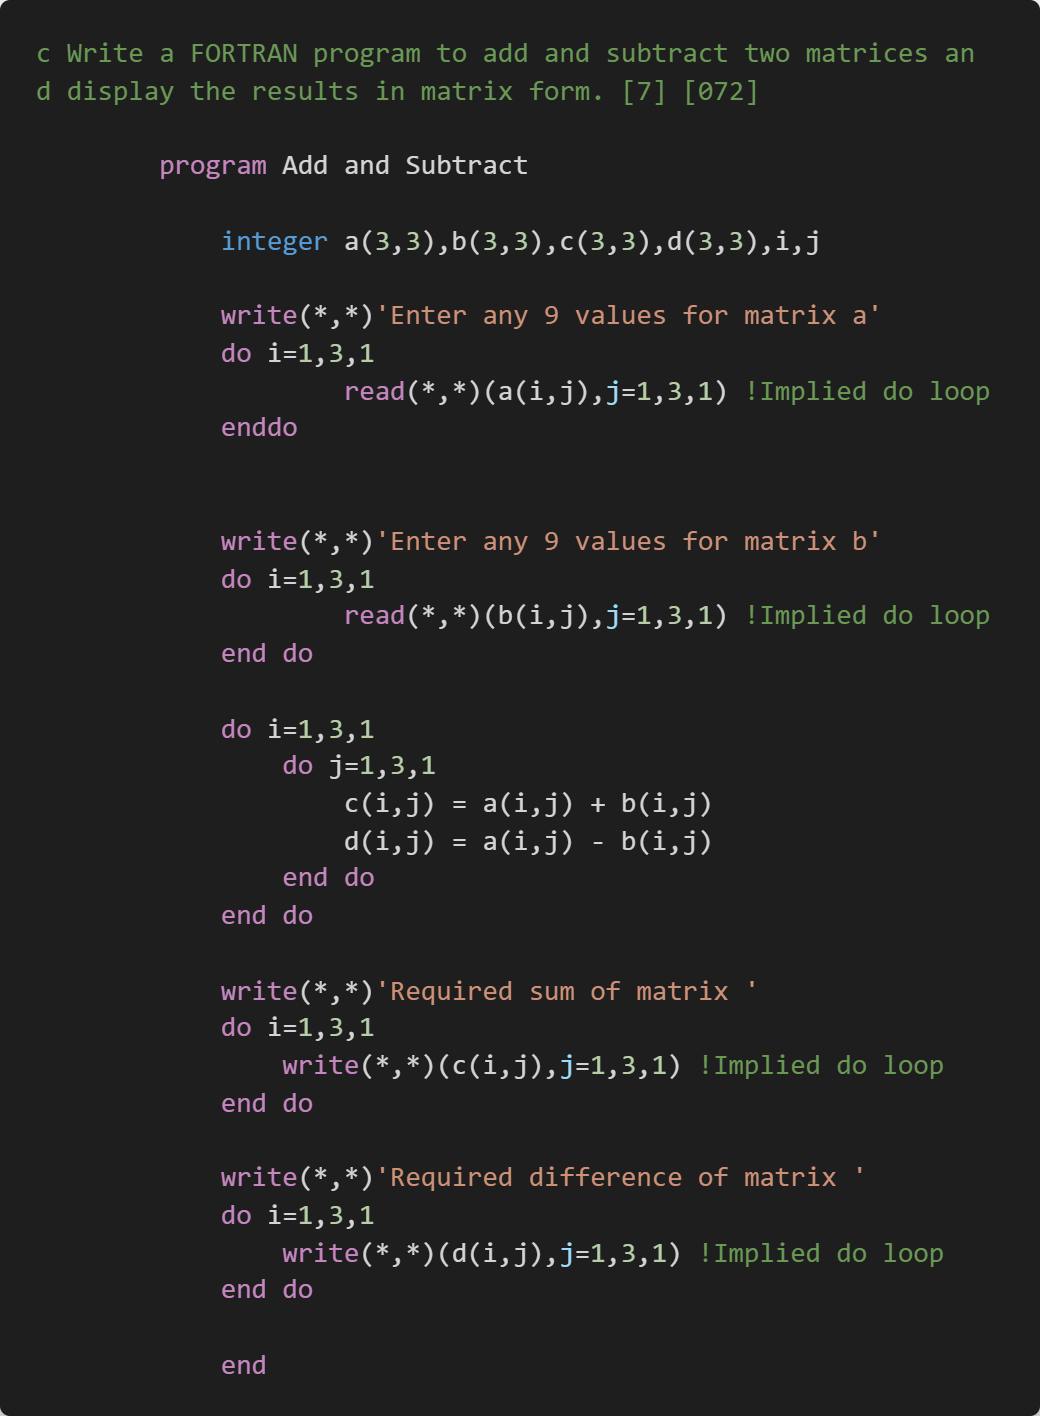 c Write a FORTRAN program to add and subtract two matrices an
d display the results in matrix form. [7] [072]
program Add and Subtract
integer a(3,3),b(3,3),c(3,3),d(3,3),i,j
write(*,*)'Enter any 9 values for matrix a'
do i=1,3,1
read(*,*)(a(i,j),j=1,3,1) !Implied do loop
enddo
write(*,*)'Enter any 9 values for matrix b'
do i=1,3,1
read(*,*)(b(i,j),j=1,3,1) !Implied do loop
end do
do i=1,3,1
do j=1,3,1
c(i,j) = a(i,j) + b(i,j)
d(i,j) = a(i,j) - b(i,j)
end do
end do
write(*,*)'Required sum of matrix '
do i=1,3,1
write(*,*)(c(i,j),j=1,3,1) !Implied do loop
end do
write(*,*)'Required difference of matrix '
do i=1,3,1
write(*,*)(d(i,j),j=1,3,1) !Implied do loop
end do
end